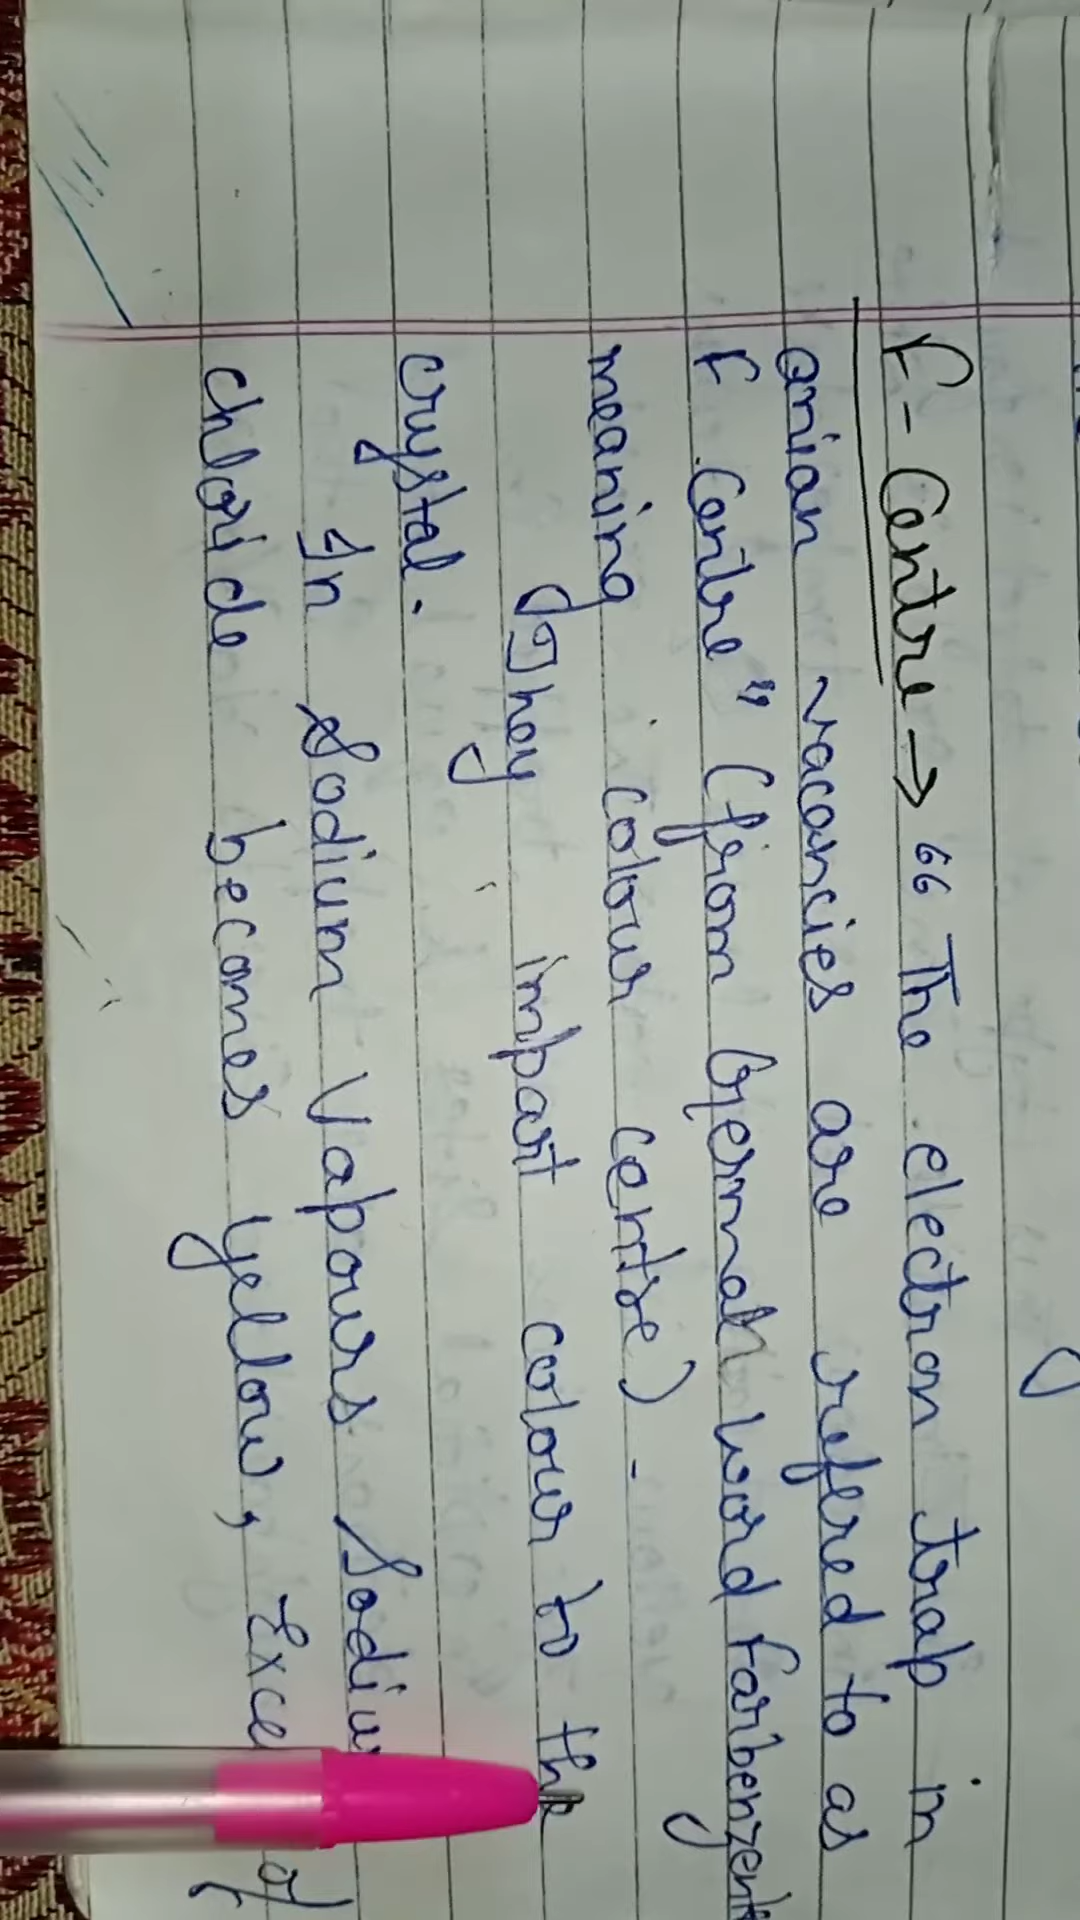 F-Centre → “ The electron trap in
anion vacancies are refered to as
F. Centre " (from German word Farbenzent
meaning colour centre).
They impart colour to the
crystal.
In Sodium Vapours Sodiu
chloride becomes yellow, Exce of